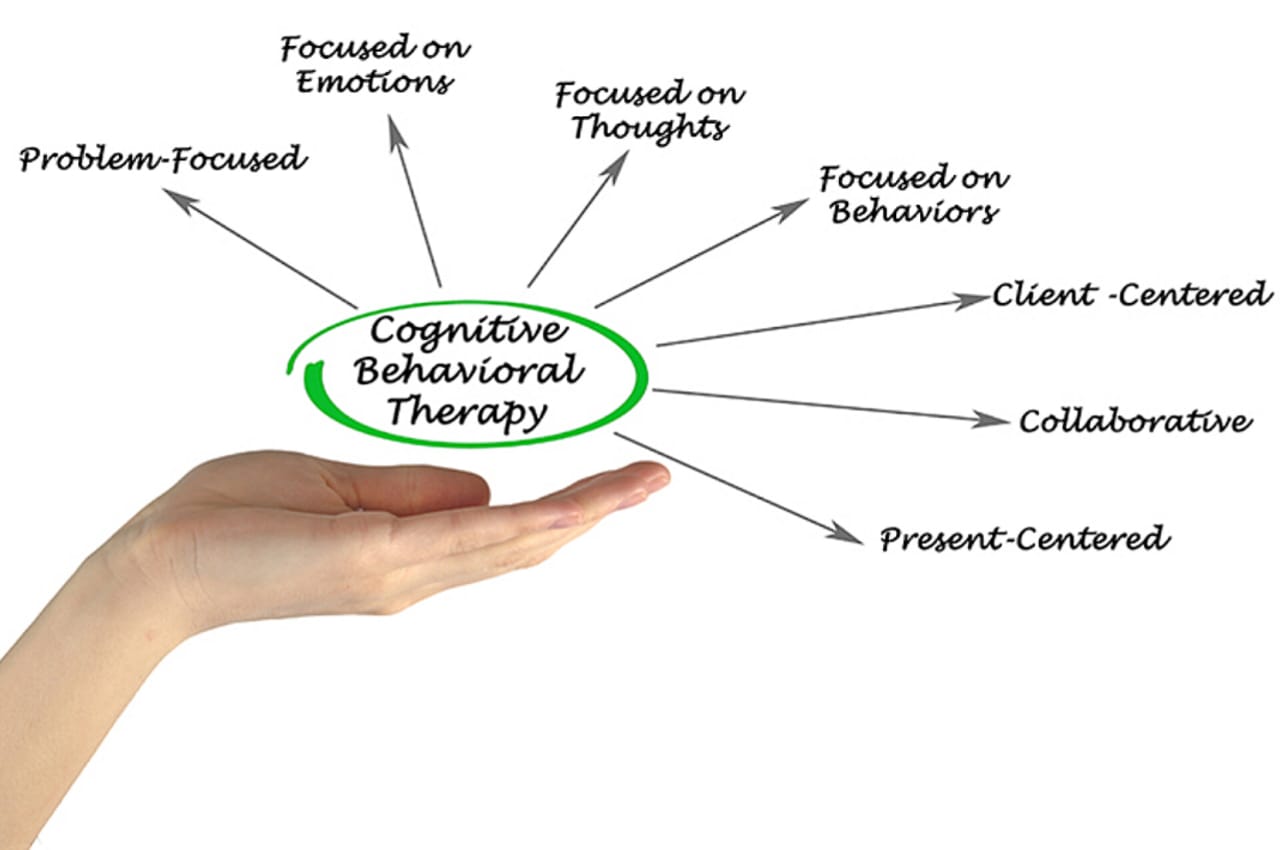 Focused on
Emotions
Focused on
Thoughts
Problem-Focused
Focused on
Behaviors
Client -Centered
Cognitive
Behavioral
Therapy
Collaborative
Present-Centered